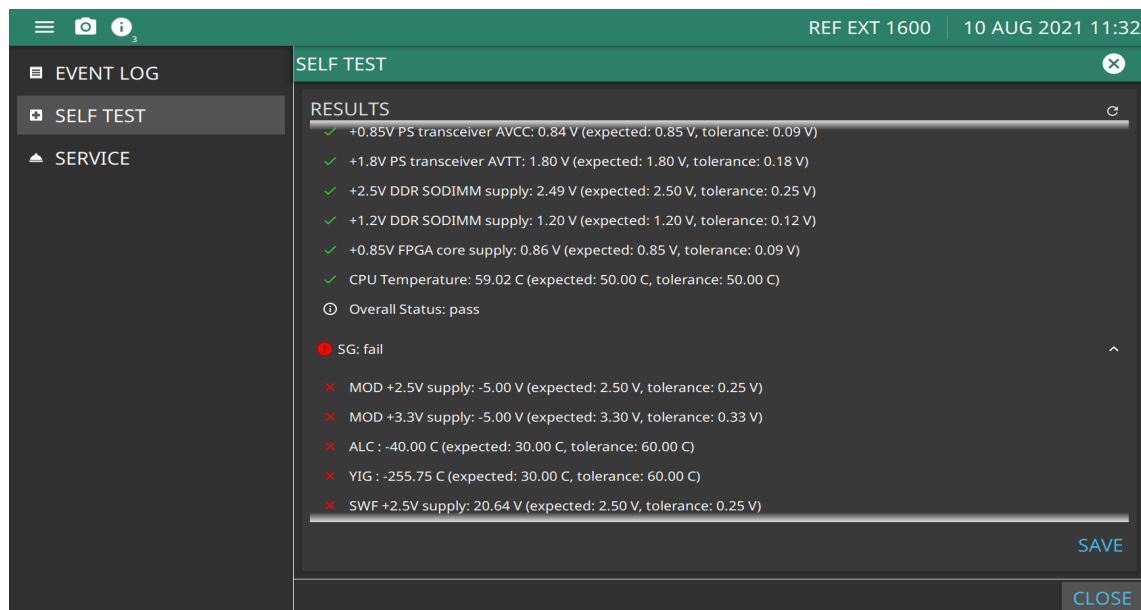 3
REF EXT 1600
10 AUG 2021 11:32
EVENT LOG
SELF TEST
SERVICE
SELF TEST
RESULTS
+0.85V PS transceiver AVCC: 0.84 V (expected: 0.85 V, tolerance: 0.09 V)
+1.8V PS transceiver AVTT: 1.80 V (expected: 1.80 V, tolerance: 0.18 V)
+2.5V DDR SODIMM supply: 2.49 V (expected: 2.50 V, tolerance: 0.25 V)
+1.2V DDR SODIMM supply: 1.20 V (expected: 1.20 V, tolerance: 0.12 V)
+0.85V FPGA core supply: 0.86 V (expected: 0.85 V, tolerance: 0.09 V)
CPU Temperature: 59.02 C (expected: 50.00 C, tolerance: 50.00 C)
Overall Status: pass
SG: fail
MOD +2.5V supply: -5.00 V (expected: 2.50 V, tolerance: 0.25 V)
MOD +3.3V supply: -5.00 V (expected: 3.30 V, tolerance: 0.33 V)
ALC : -40.00 C (expected: 30.00 C, tolerance: 60.00 C)
YIG : -255.75 C (expected: 30.00 C, tolerance: 60.00 C)
SWF +2.5V supply: 20.64 V (expected: 2.50 V, tolerance: 0.25 V)
SAVE
CLOSE